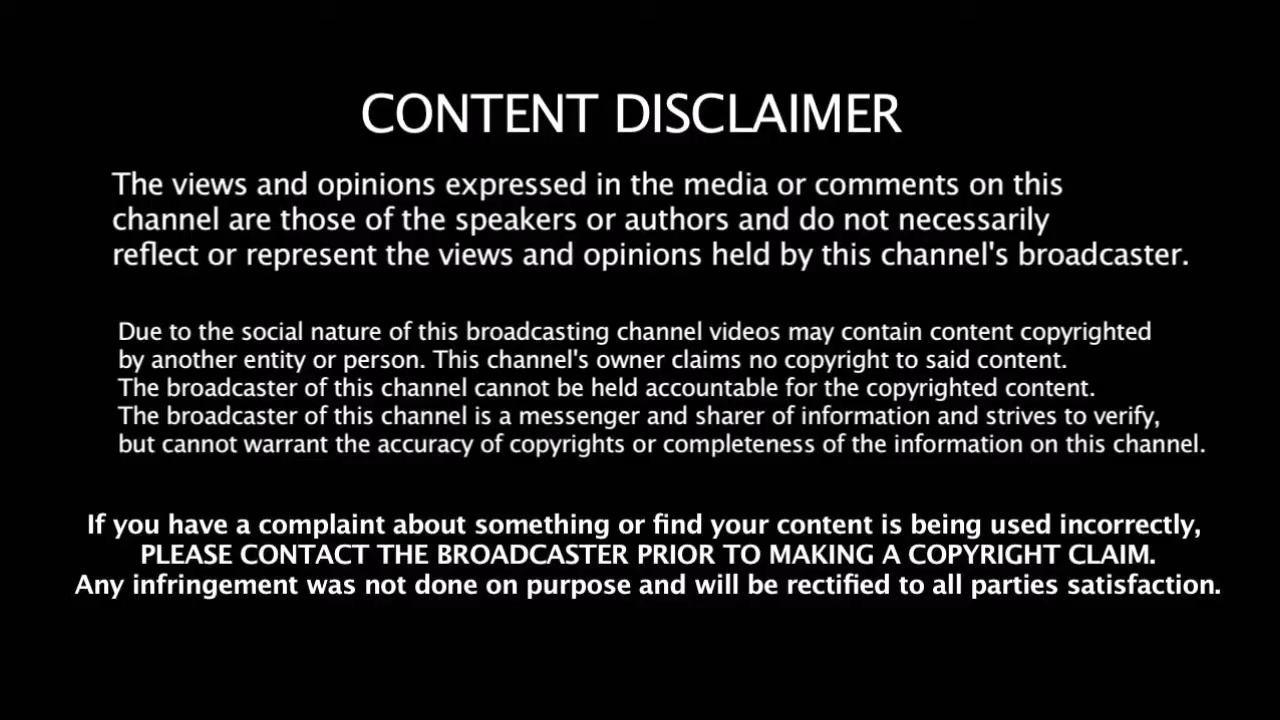 CONTENT DISCLAIMER
The views and opinions expressed in the media or comments on this
channel are those of the speakers or authors and do not necessarily
reflect or represent the views and opinions held by this channel's broadcaster.
Due to the social nature of this broadcasting channel videos may contain content copyrighted
by another entity or person. This channel's owner claims no copyright to said content.
The broadcaster of this channel cannot be held accountable for the copyrighted content.
The broadcaster of this channel is a messenger and sharer of information and strives to verify,
but cannot warrant the accuracy of copyrights or completeness of the information on this channel.
If you have a complaint about something or find your content is being used incorrectly,
PLEASE CONTACT THE BROADCASTER PRIOR TO MAKING A COPYRIGHT CLAIM.
Any infringement was not done on purpose and will be rectified to all parties satisfaction.